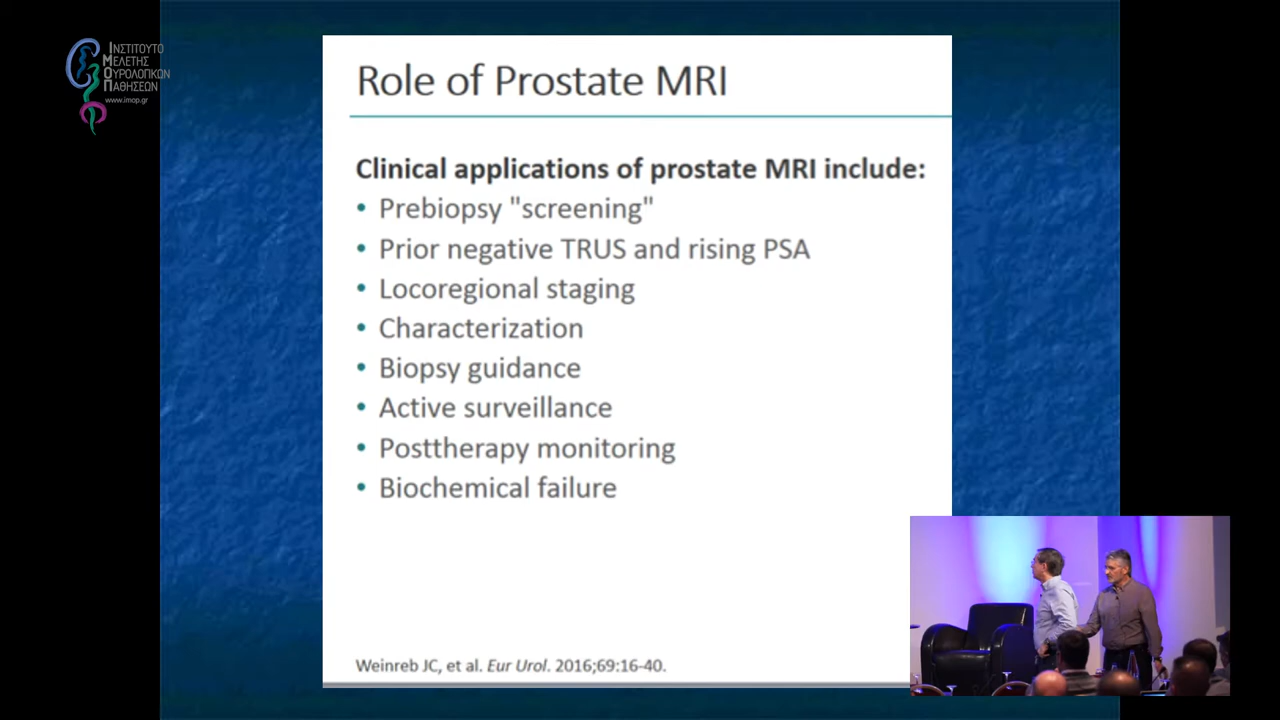 ΙΝΣΤΙΤΟΥΤΟ
ΜΕΛΕΤΗΣ
ΟΥΡΟΛΟΓΙΚΩΝ
ΠΑΘΗΣΕΩΝ
www.imop.gr
Role of Prostate MRI
Clinical applications of prostate MRI include:
• Prebiopsy "screening"
• Prior negative TRUS and rising PSA
• Locoregional staging
• Characterization
• Biopsy guidance
• Active surveillance
• Posttherapy monitoring
• Biochemical failure
Weinreb JC, et al. Eur Urol. 2016;69:16-40.